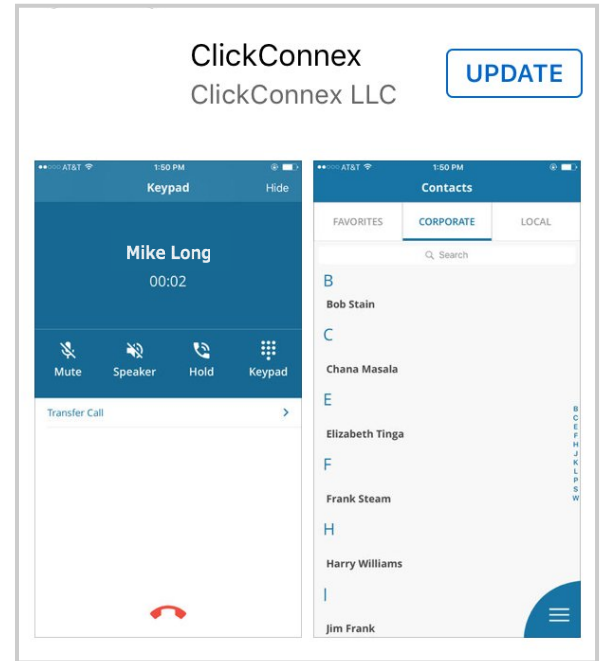 ClickConnex
ClickConnex LLC
UPDATE
AT&T 1:50 PM
Keypad Hide
Mike Long
00:02
Mute Speaker Hold Keypad
Transfer Call
AT&T 1:50 PM
Contacts
FAVORITES CORPORATE LOCAL
Search
B
Bob Stain
C
Chana Masala
E
Elizabeth Tinga
F
Frank Steam
H
Harry Williams
Jim Frank
B
C
E
F
H
J
K
L
P
S
W